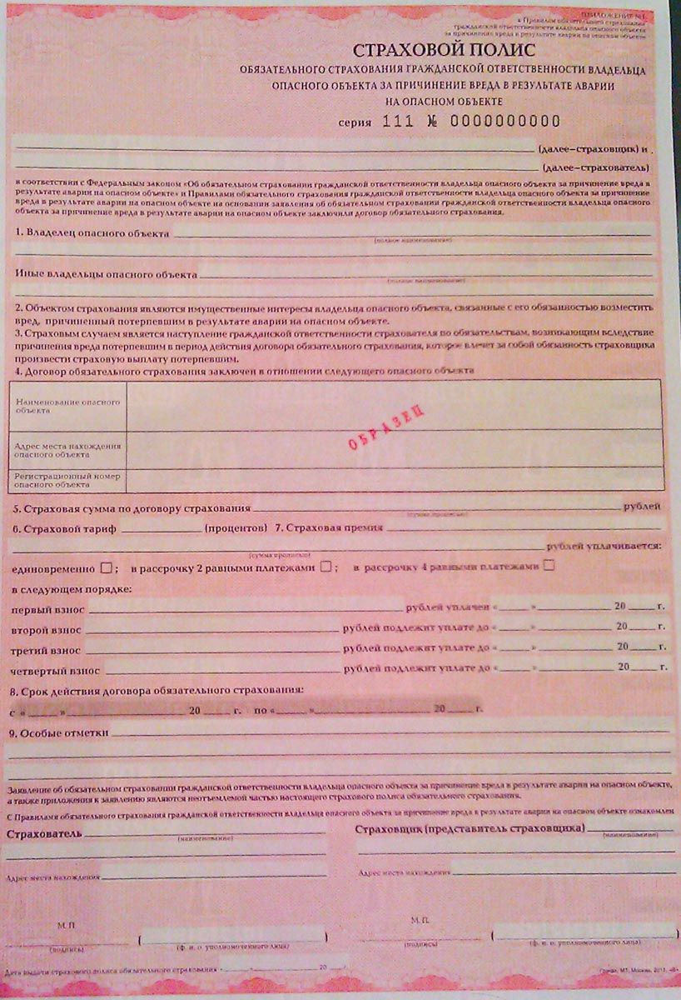 ПРИЛОЖЕНИЕ №1
к Правилам обязательного страхования
гражданской ответственности владельца опасного объекта
за причинение вреда в результате аварии на опасном объекте
СТРАХОВОЙ ПОЛИС
ОБЯЗАТЕЛЬНОГО СТРАХОВАНИЯ ГРАЖДАНСКОЙ ОТВЕТСТВЕННОСТИ ВЛАДЕЛЬЦА
ОПАСНОГО ОБЪЕКТА ЗА ПРИЧИНЕНИЕ ВРЕДА В РЕЗУЛЬТАТЕ АВАРИИ
НА ОПАСНОМ ОБЪЕКТЕ
серия 111 № 0000000000
(далее–страховщик) и
(далее–страхователь)
в соответствии с Федеральным законом «Об обязательном страховании гражданской ответственности владельца опасного объекта за причинение вреда в
результате аварии на опасном объекте» и Правилами обязательного страхования гражданской ответственности владельца опасного объекта за причинение
вреда в результате аварии на опасном объекте на основании заявления об обязательном страховании гражданской ответственности владельца опасного
объекта за причинение вреда в результате аварии на опасном объекте заключили договор обязательного страхования.
1. Владелец опасного объекта
(полное наименование)
Иные владельцы опасного объекта
(полное наименование)
2. Объектом страхования являются имущественные интересы владельца опасного объекта, связанные с его обязанностью возместить
вред, причиненный потерпевшим в результате аварии на опасном объекте.
3. Страховым случаем является наступление гражданской ответственности страхователя по обязательствам, возникающим вследствие
причинения вреда потерпевшим в период действия договора обязательного страхования, которое влечет за собой обязанность страховщика
произвести страховую выплату потерпевшим.
4. Договор обязательного страхования заключен в отношении следующего опасного объекта
Наименование опасного
объекта
ОБРАЗЕЦ
Адрес места нахождения
опасного объекта
Регистрационный номер
опасного объекта
5. Страховая сумма по договору страхования рублей
(сумма прописью)
6. Страховой тариф (процентов) 7. Страховая премия
рублей уплачивается:
(сумма прописью)
единовременно ; в рассрочку 2 равными платежами ; в рассрочку 4 равными платежами
в следующем порядке:
первый взнос рублей уплачен « » 20 г.
второй взнос рублей подлежит уплате до « » 20 г.
третий взнос рублей подлежит уплате до « » 20 г.
четвертый взнос рублей подлежит уплате до « » 20 г.
8. Срок действия договора обязательного страхования:
с « » 20 г. по « » 20 г.
9. Особые отметки
Заявление об обязательном страховании гражданской ответственности владельца опасного объекта за причинение вреда в результате аварии на опасном объекте,
а также приложения к заявлению являются неотъемлемой частью настоящего страхового полиса обязательного страхования.
С Правилами обязательного страхования гражданской ответственности владельца опасного объекта за причинение вреда в результате аварии на опасном объекте ознакомлен
Страхователь Страховщик (представитель страховщика)
(наименование) (наименование)
Адрес места нахождения Адрес места нахождения
М. П. М. П.
( ) ( )
(подпись) (ф. и. о. уполномоченного лица) (подпись) (ф. и. о. уполномоченного лица)
Дата выдачи страхового полиса обязательного страхования « » 20 г.
Москва, 2011, «В»